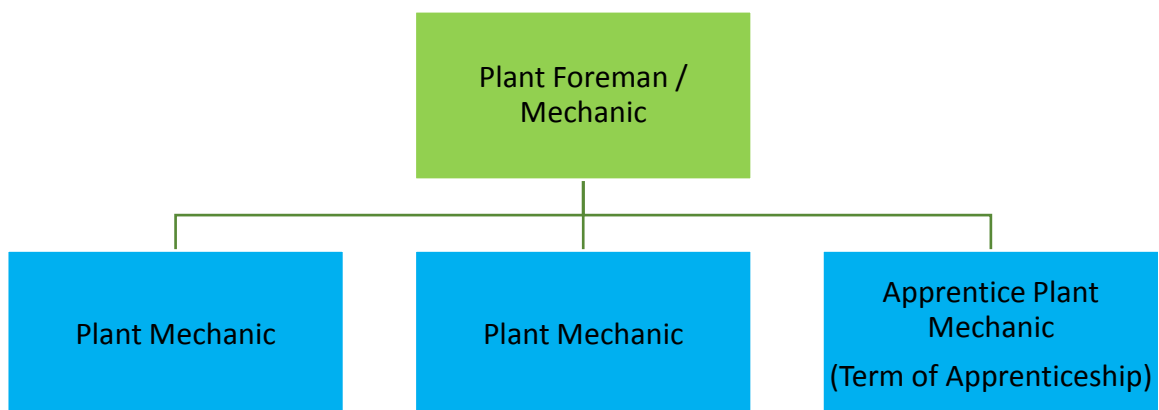 Plant Foreman /
Mechanic
Plant Mechanic
Plant Mechanic
Apprentice Plant
Mechanic
(Term of Apprenticeship)